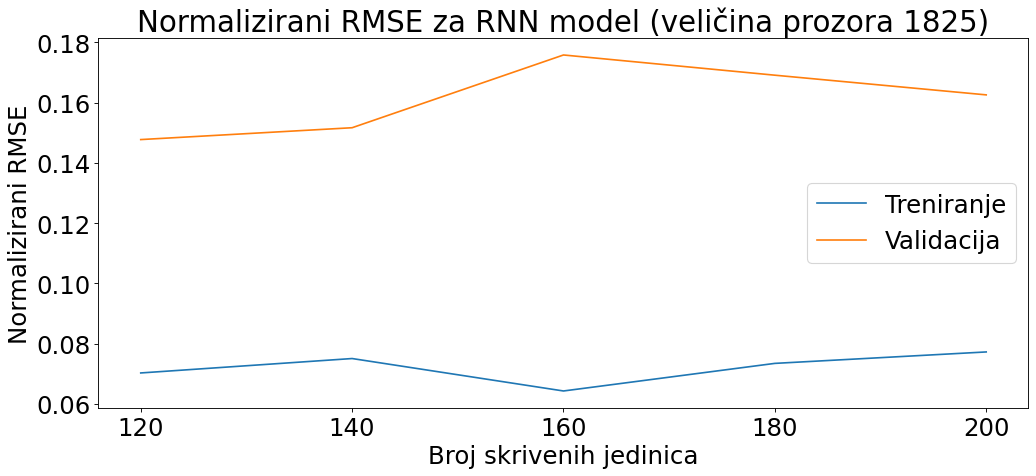 Normalizirani RMSE za RNN model (veličina prozora 1825)
Normalizirani RMSE
0.18
0.16
0.14
0.12
0.10
0.08
0.06
Treniranje
Validacija
120 140 160 180 200
Broj skrivenih jedinica